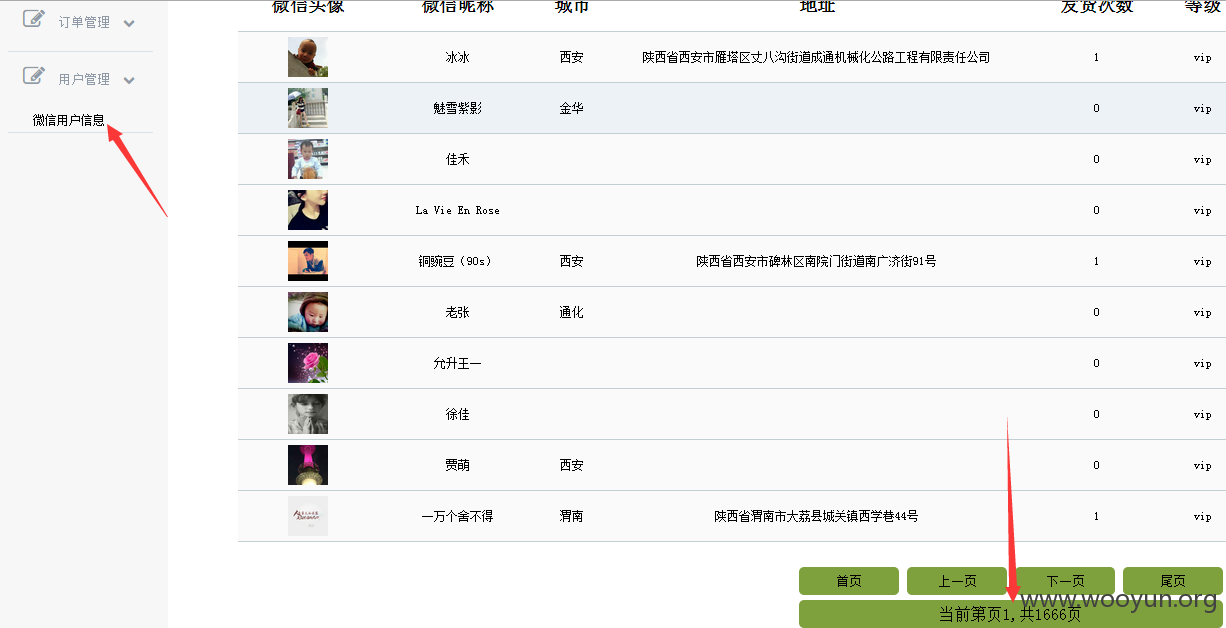 订单管理
用户管理
微信用户信息
微信头像 微信昵称 城市 地址 发货次数 等级
冰冰 西安 陕西省西安市雁塔区丈八沟街道成通机械化公路工程有限责任公司 1 vip
魅雪紫影 金华 0 vip
佳禾 0 vip
La Vie En Rose 0 vip
铜豌豆（90s） 西安 陕西省西安市碑林区南院门街道南广济街91号 1 vip
老张 通化 0 vip
允升王一 0 vip
徐佳 0 vip
贾萌 西安 0 vip
一万个舍不得 渭南 陕西省渭南市大荔县城关镇西学巷44号 1 vip
首页 上一页 下一页 尾页
当前第页1,共1666页
www.wooyun.org